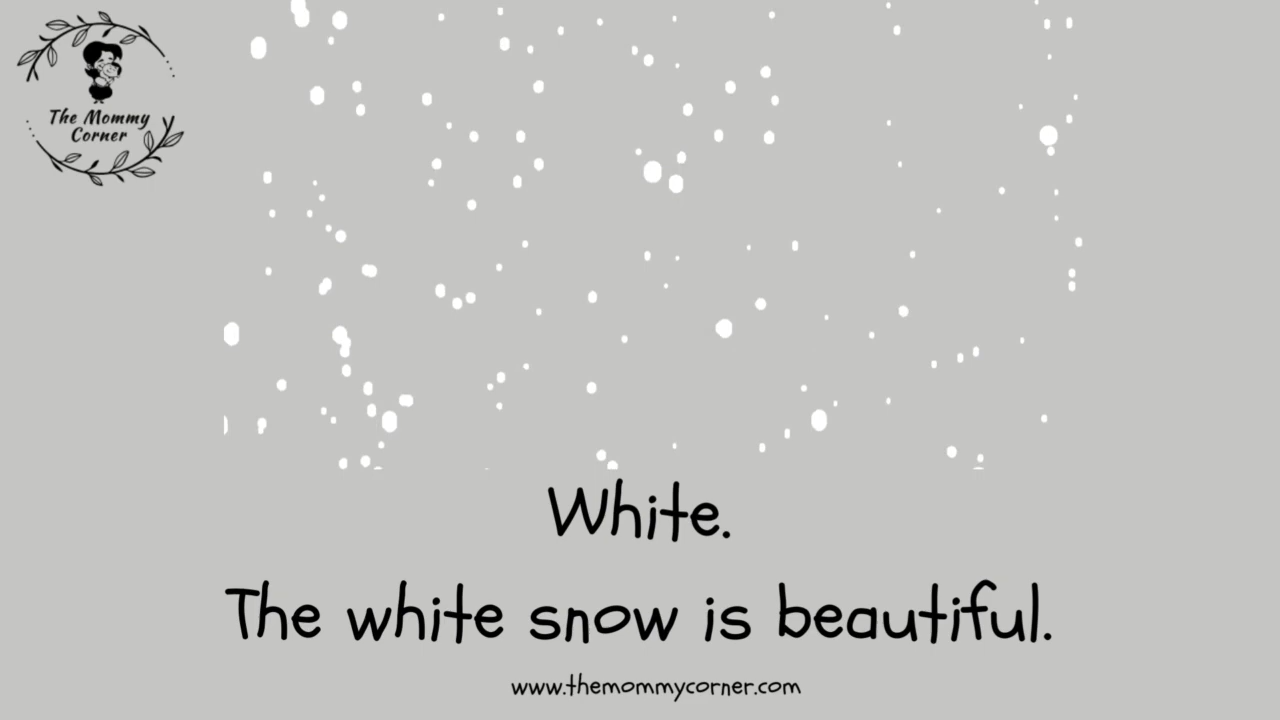 The Mommy
Corner
White.
The white snow is beautiful.
www.themommycorner.com